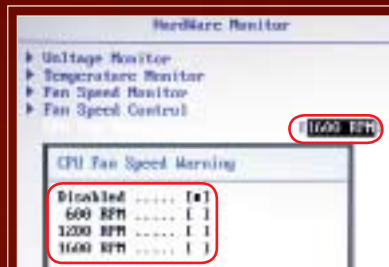 HardWare Monitor
Voltage Monitor
Temperature Monitor
Fan Speed Monitor
Fan Speed Control
[1600 RPM
CPU Fan Speed Warning
Disabled ..... [▪]
600 RPM ..... [ ]
1200 RPM ..... [ ]
1600 RPM ..... [ ]